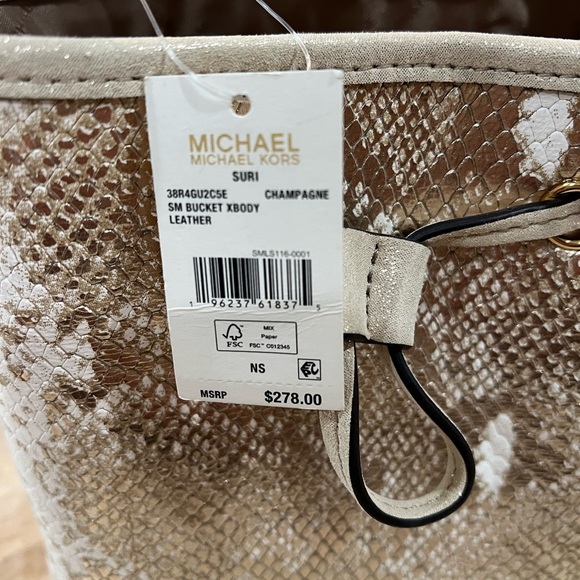 MICHAEL
MICHAEL KORS
SURI
38R4GU2C5E CHAMPAGNE
SM BUCKET XBODY
LEATHER
SMLS116-0001
1 96237 61837 5
FSC
MIX
Paper
FSC™ C012345
NS
MSRP $278.00